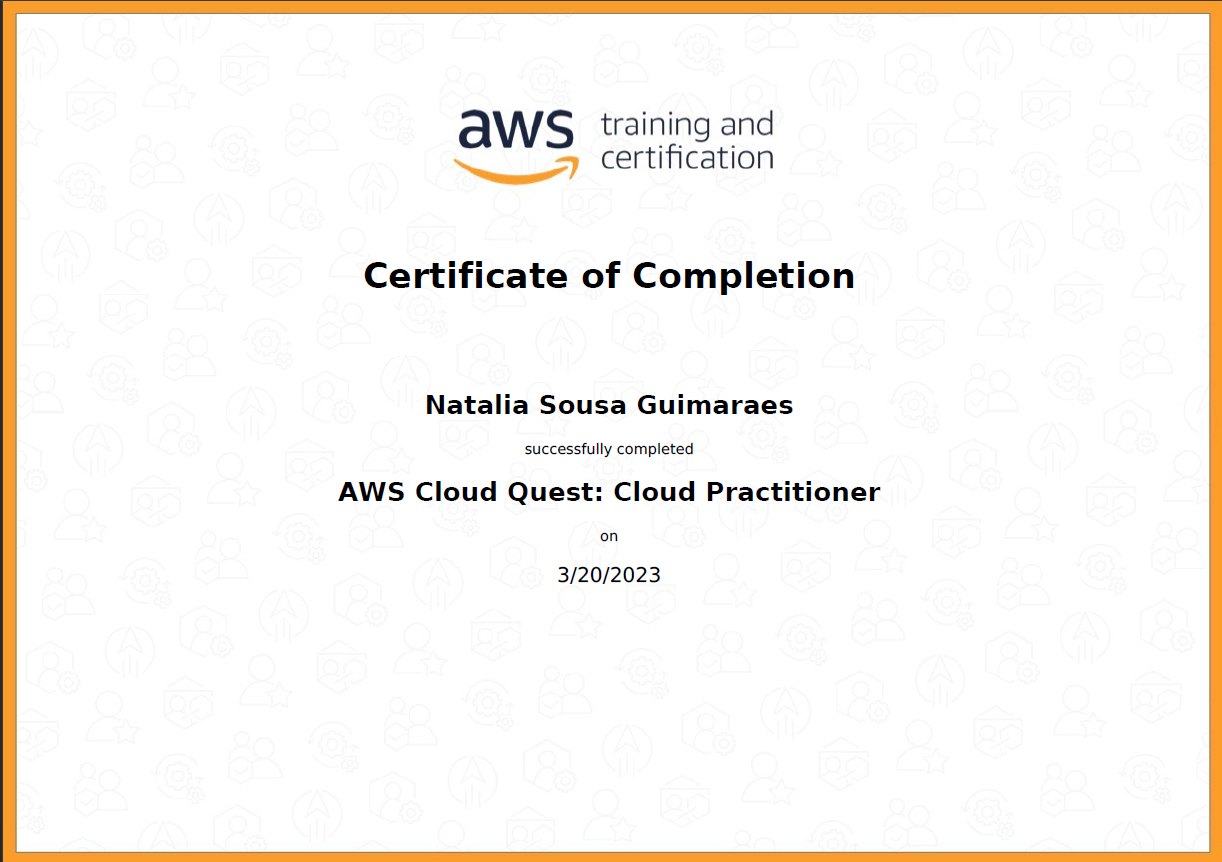 aws training and
certification
Certificate of Completion
Natalia Sousa Guimaraes
successfully completed
AWS Cloud Quest: Cloud Practitioner
on
3/20/2023